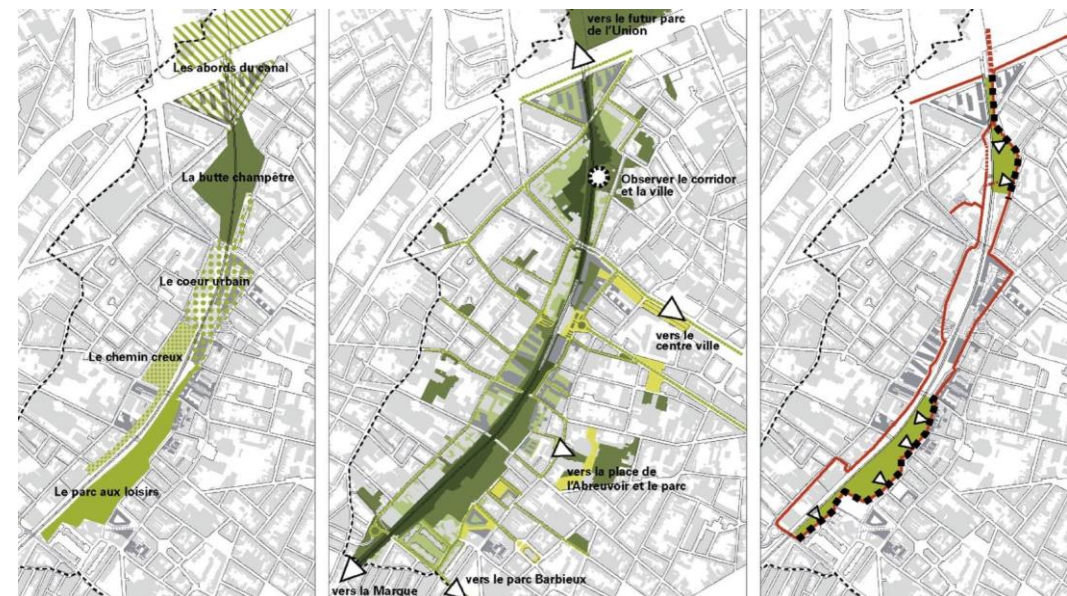 Les abords du canal
La butte champêtre
Le coeur urbain
Le chemin creux
Le parc aux loisirs
vers le futur parc
de l'Union
Observer le corridor
et la ville
vers le
centre ville
vers la place de
l'Abreuvoir et le parc
vers le parc Barbieux
vers la Marque